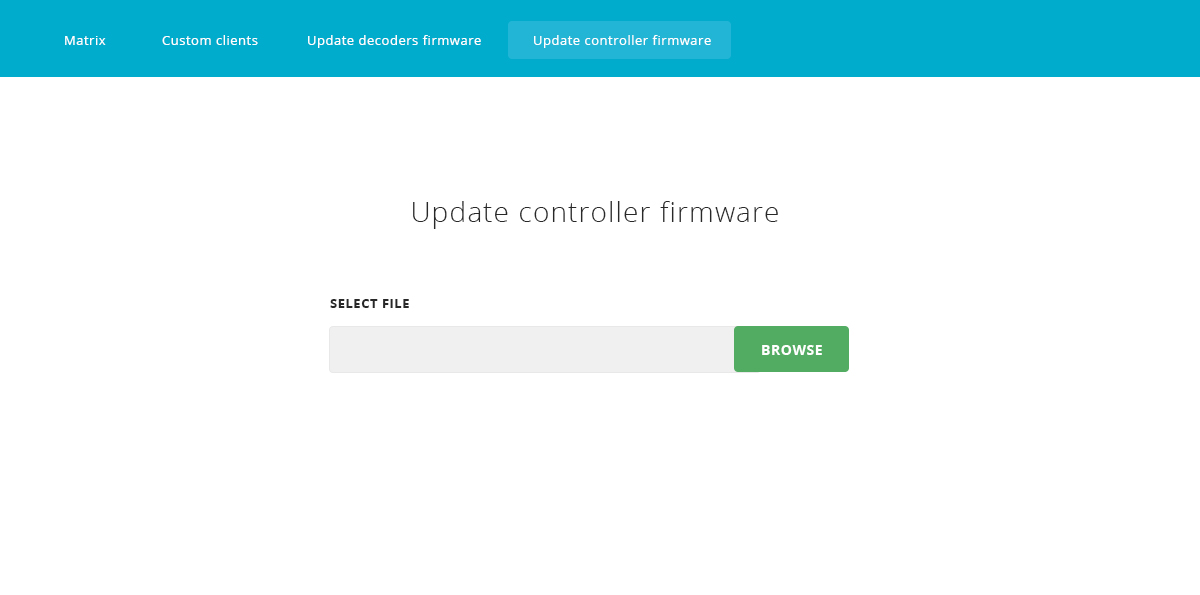 Matrix Custom clients Update decoders firmware Update controller firmware
Update controller firmware
SELECT FILE
BROWSE